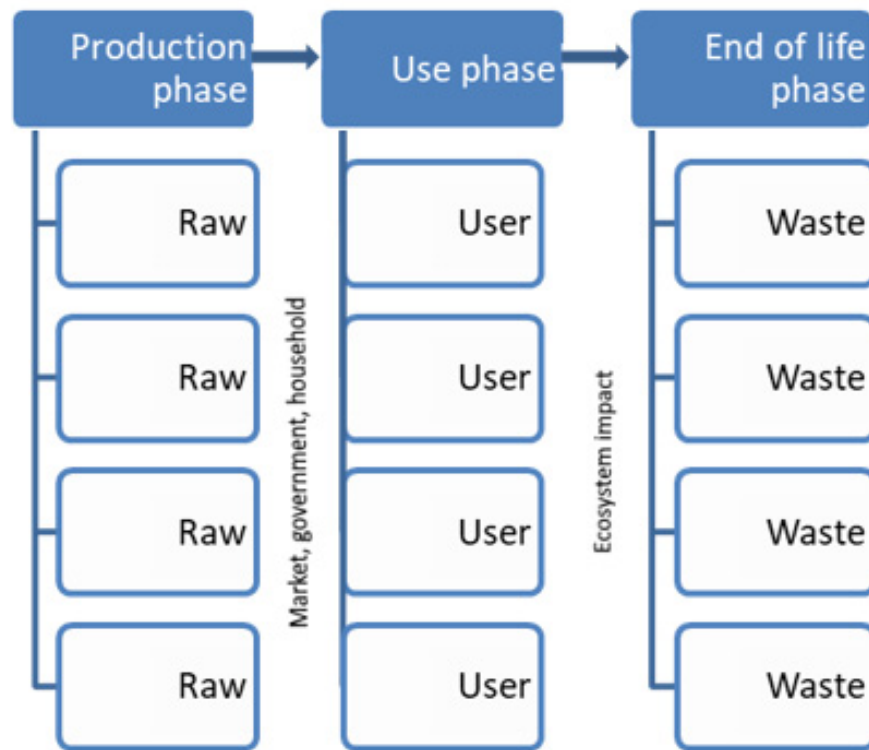 Production
phase
Use phase
End of life
phase
Raw
Raw
Raw
Raw
Market, government, household
User
User
User
User
Ecosystem impact
Waste
Waste
Waste
Waste